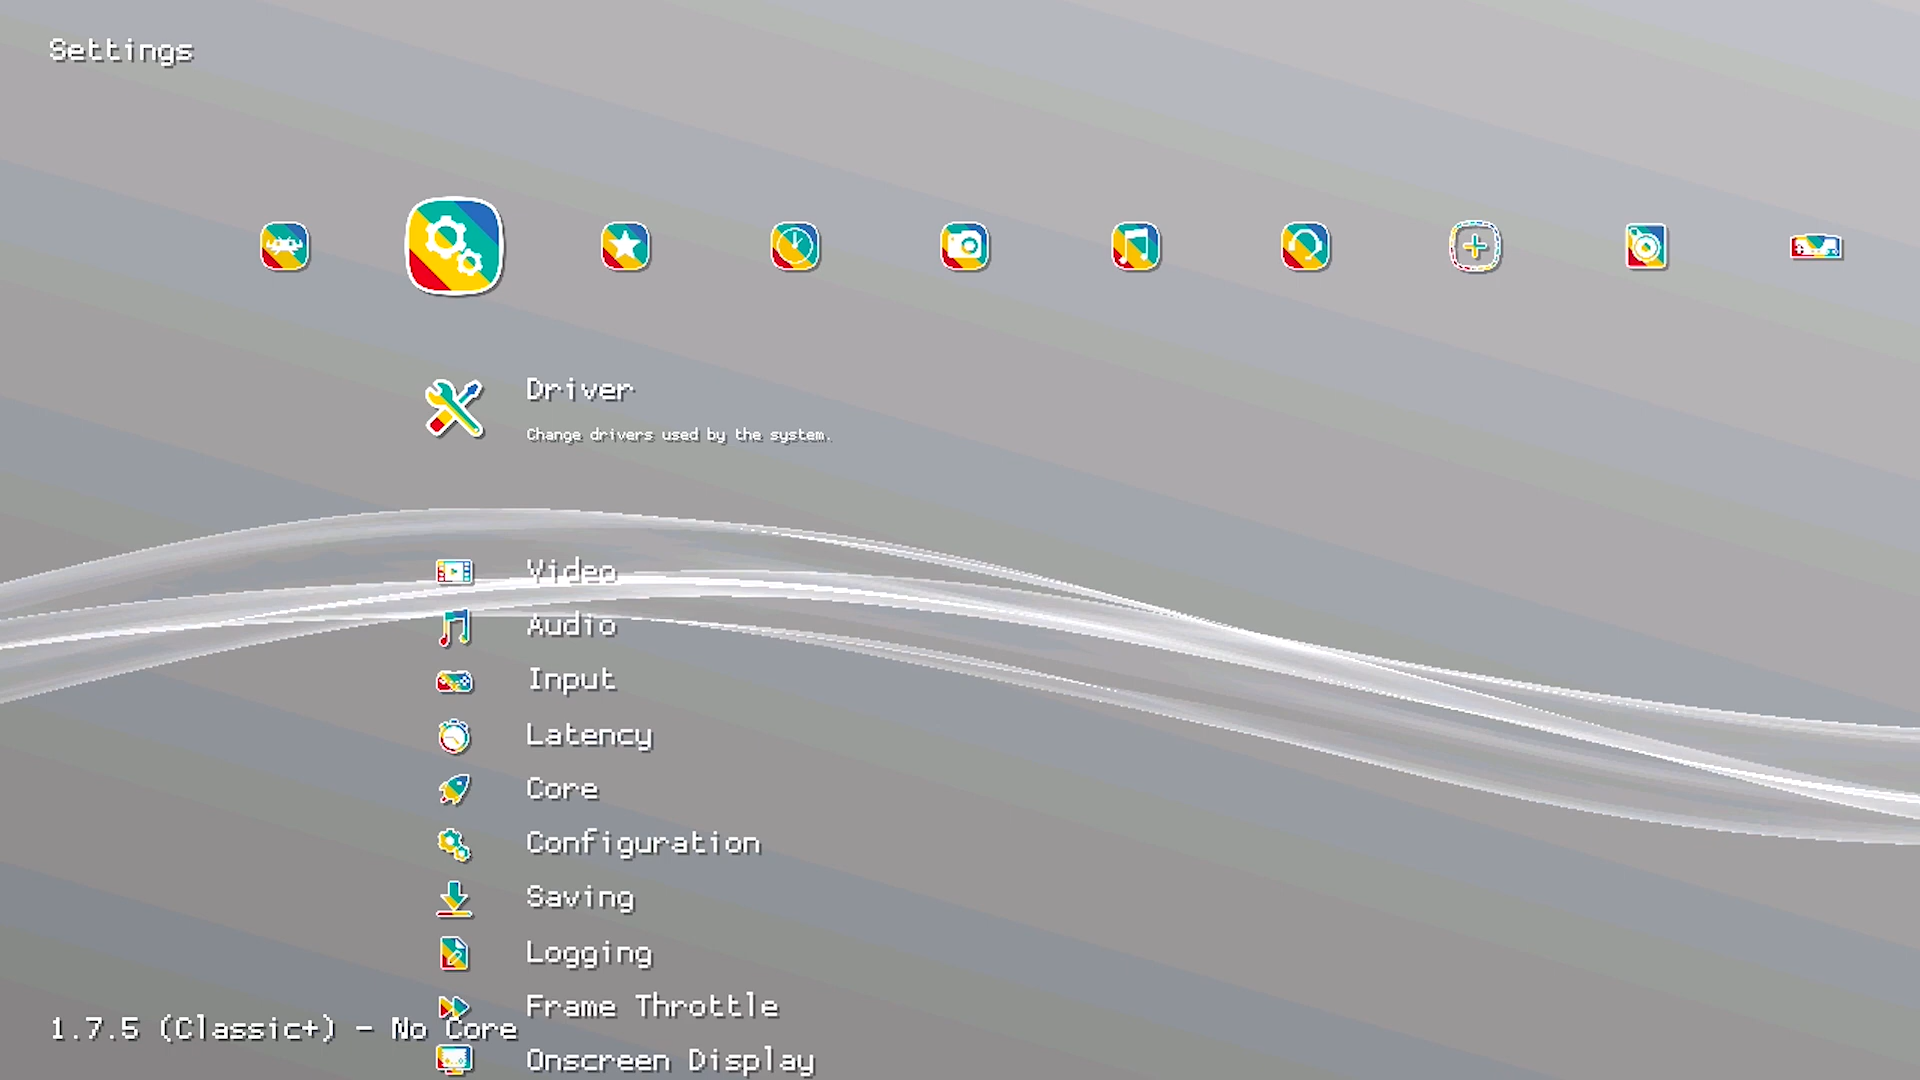 Settings
Driver
Change drivers used by the system.
Video
Audio
Input
Latency
Core
Configuration
Saving
Logging
Frame Throttle
1.7.5 (Classic+) - No Core
Onscreen Display